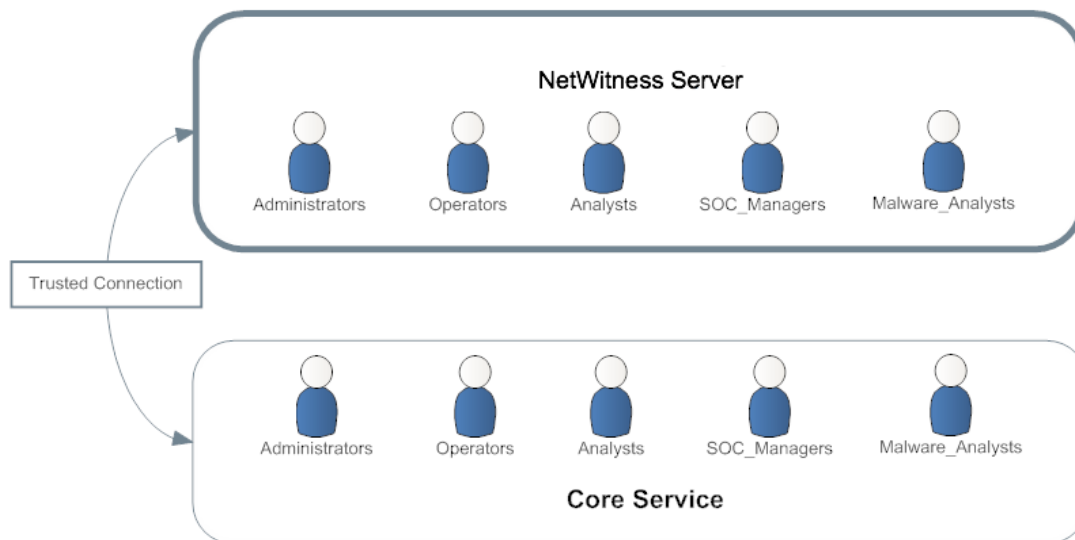 NetWitness Server
Administrators
Operators
Analysts
SOC_Managers
Malware_Analysts
Trusted Connection
Administrators
Operators
Analysts
SOC_Managers
Malware_Analysts
Core Service